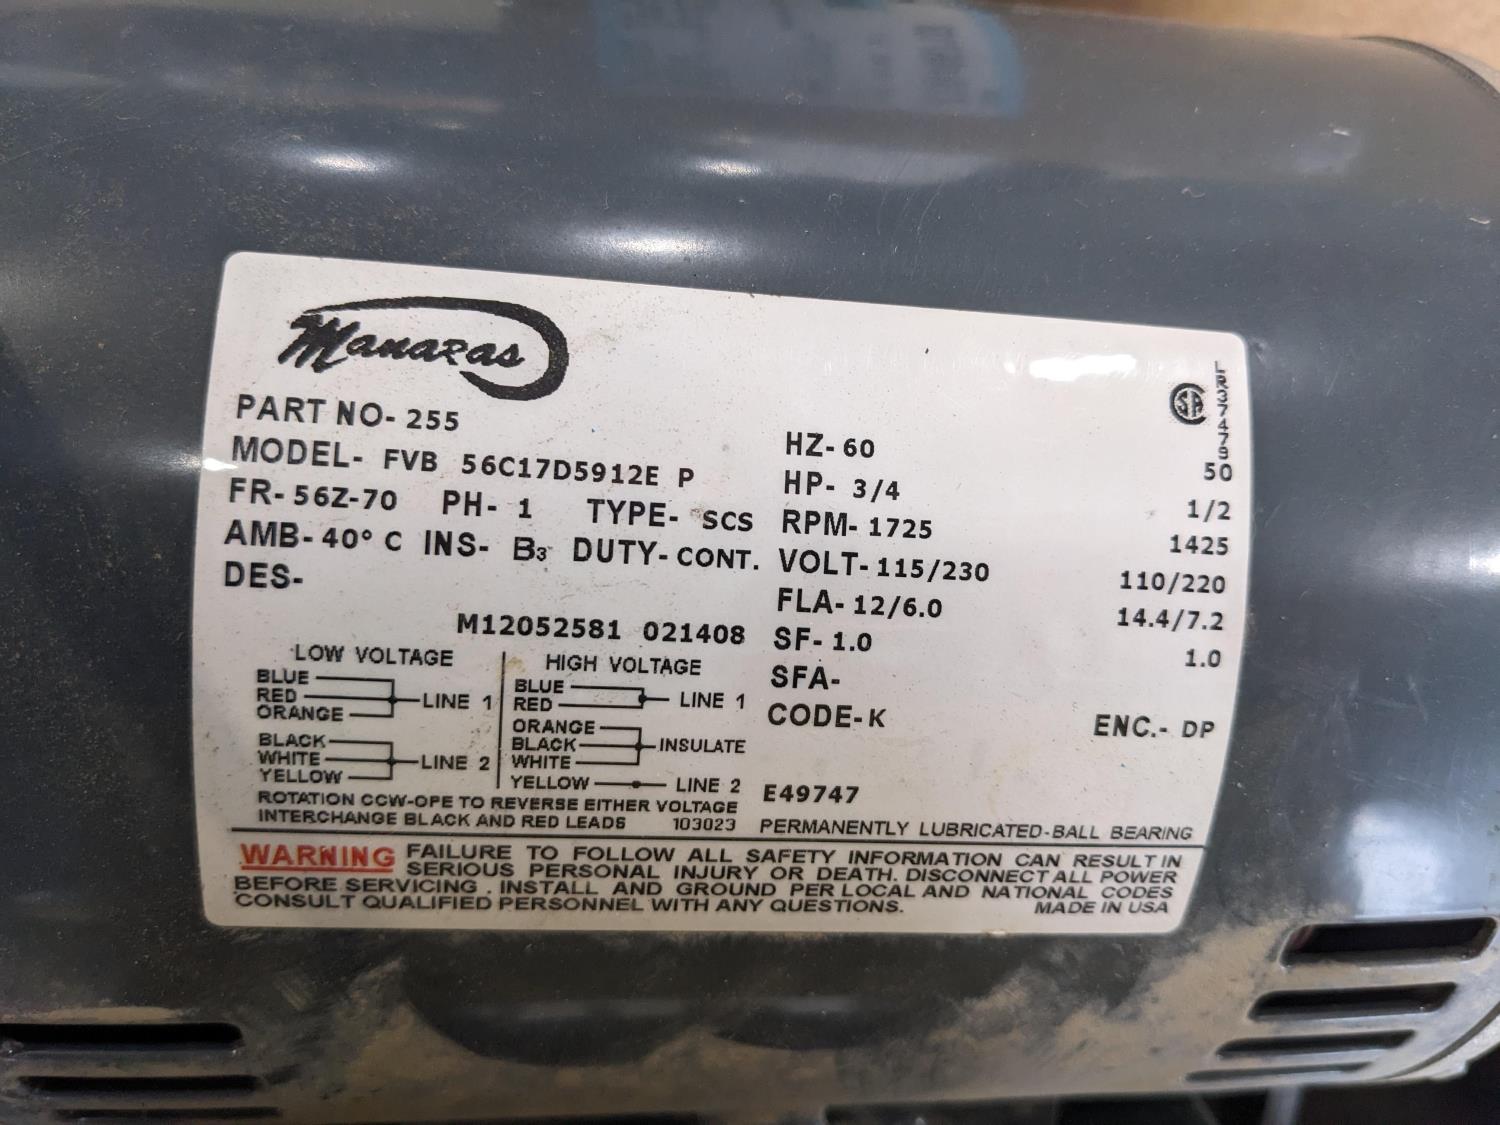 Manaras
LR37479
PART NO- 255
MODEL- FVB 56C17D5912E P
FR- 56Z-70 PH- 1 TYPE- SCS
AMB- 40° C INS- B3 DUTY- CONT.
DES-
HZ- 60 50
HP- 3/4 1/2
RPM- 1725 1425
VOLT- 115/230 110/220
FLA- 12/6.0 14.4/7.2
SF- 1.0 1.0
SFA-
CODE- K ENC.- DP
M12052581 021408
LOW VOLTAGE
BLUE
RED
ORANGE
LINE 1
BLACK
WHITE
YELLOW
LINE 2
HIGH VOLTAGE
BLUE
RED
LINE 1
ORANGE
BLACK
WHITE
INSULATE
YELLOW LINE 2
ROTATION CCW-OPE TO REVERSE EITHER VOLTAGE
INTERCHANGE BLACK AND RED LEADS 103023
E49747
PERMANENTLY LUBRICATED-BALL BEARING
WARNING FAILURE TO FOLLOW ALL SAFETY INFORMATION CAN RESULT IN
SERIOUS PERSONAL INJURY OR DEATH. DISCONNECT ALL POWER
BEFORE SERVICING . INSTALL AND GROUND PER LOCAL AND NATIONAL CODES
CONSULT QUALIFIED PERSONNEL WITH ANY QUESTIONS. MADE IN USA